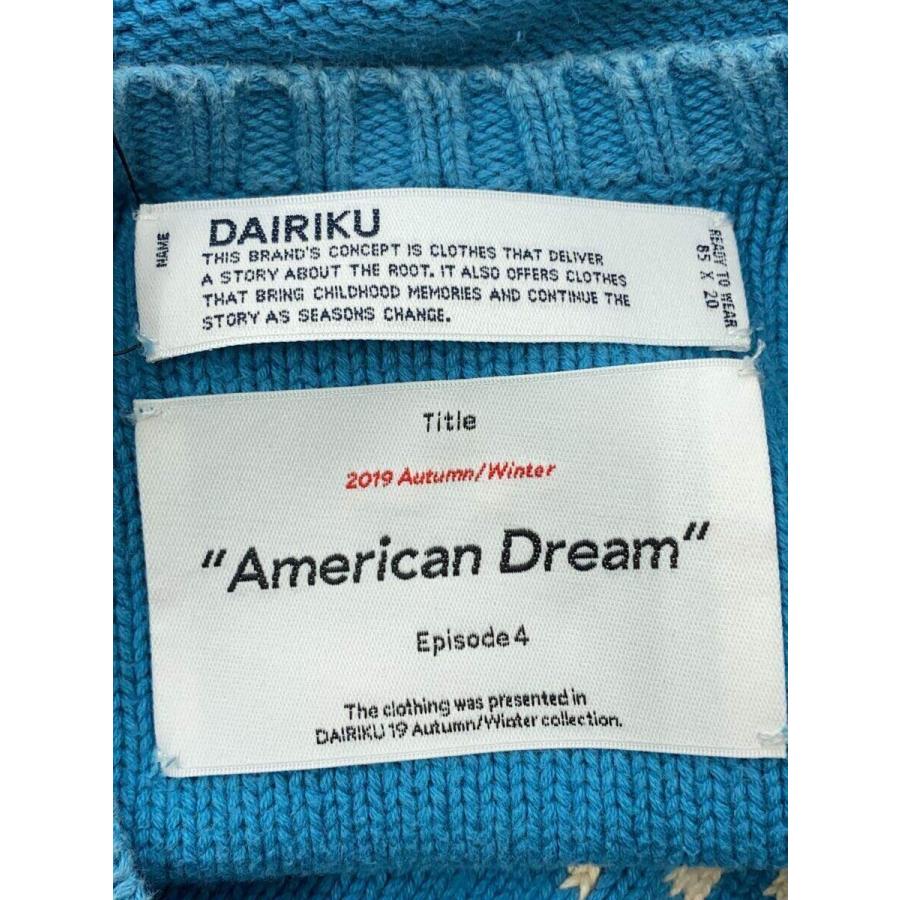 NAME
DAIRIKU
THIS BRAND'S CONCEPT IS CLOTHES THAT DELIVER
A STORY ABOUT THE ROOT. IT ALSO OFFERS CLOTHES
THAT BRING CHILDHOOD MEMORIES AND CONTINUE THE
STORY AS SEASONS CHANGE.
READY TO WEAR
85 X 20
Title
2019 Autumn/Winter
“American Dream“
Episode 4
The clothing was presented in
DAIRIKU 19 Autumn/Winter collection.